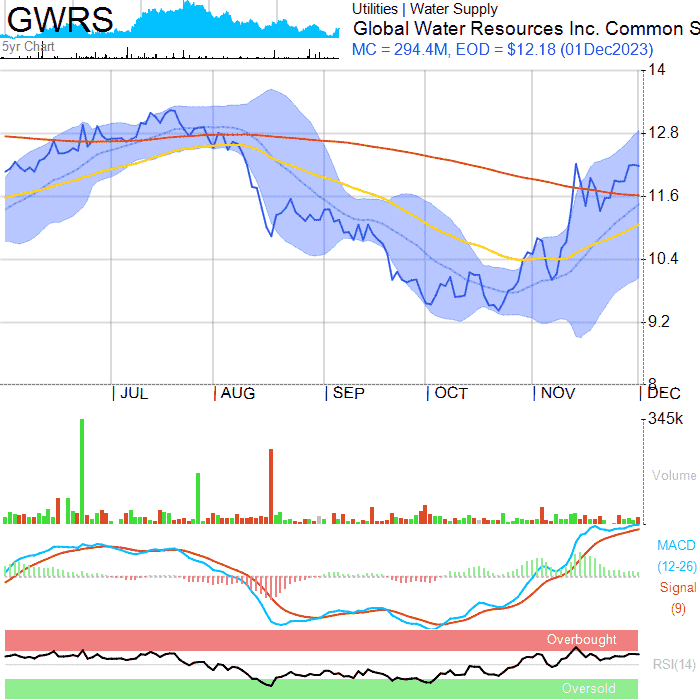 GWRS
5yr Chart
Utilities | Water Supply
Global Water Resources Inc. Common S
MC = 294.4M, EOD = $12.18 (01Dec2023)
14
12.8
11.6
10.4
9.2
8
JUL AUG SEP OCT NOV DEC
345k
Volume
MACD
(12-26)
Signal
(9)
Overbought
RSI(14)
Oversold